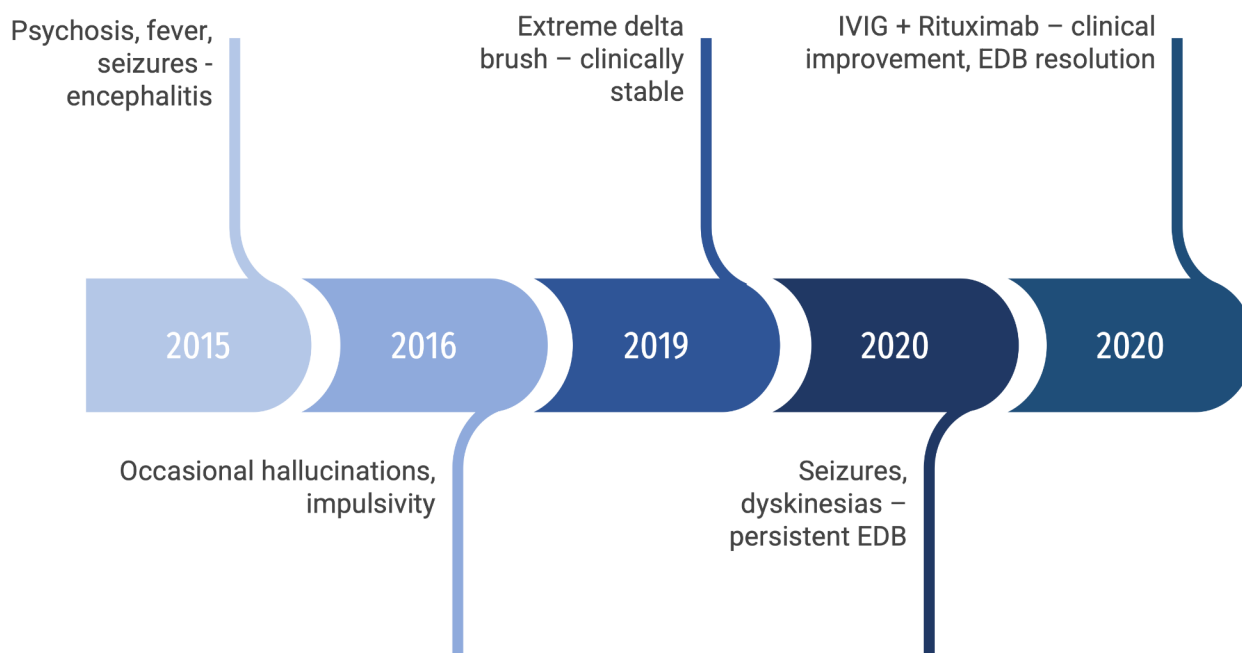 Psychosis, fever,
seizures -
encephalitis
Extreme delta
brush – clinically
stable
IVIG + Rituximab – clinical
improvement, EDB resolution
2015
2016
2019
2020
2020
Occasional hallucinations,
impulsivity
Seizures,
dyskinesias –
persistent EDB